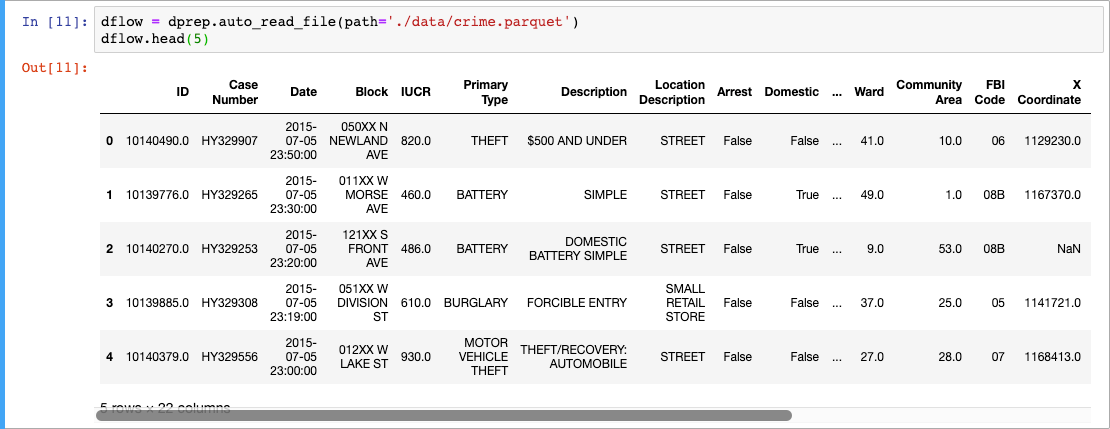 In [11]: dflow = dprep.auto_read_file(path='./data/crime.parquet')
dflow.head(5)
Out[11]:
ID Case Number Date Block IUCR Primary Type Description Location Description Arrest Domestic ... Ward Community Area FBI Code X Coordinate
0 10140490.0 HY329907 2015-07-05 23:50:00 050XX N NEWLAND AVE 820.0 THEFT $500 AND UNDER STREET False False ... 41.0 10.0 06 1129230.0
1 10139776.0 HY329265 2015-07-05 23:30:00 011XX W MORSE AVE 460.0 BATTERY SIMPLE STREET False True ... 49.0 1.0 08B 1167370.0
2 10140270.0 HY329253 2015-07-05 23:20:00 121XX S FRONT AVE 486.0 BATTERY DOMESTIC BATTERY SIMPLE STREET False True ... 9.0 53.0 08B NaN
3 10139885.0 HY329308 2015-07-05 23:19:00 051XX W DIVISION ST 610.0 BURGLARY FORCIBLE ENTRY SMALL RETAIL STORE False False ... 37.0 25.0 05 1141721.0
4 10140379.0 HY329556 2015-07-05 23:00:00 012XX W LAKE ST 930.0 MOTOR VEHICLE THEFT THEFT/RECOVERY: AUTOMOBILE STREET False False ... 27.0 28.0 07 1168413.0
5 rows × 22 columns